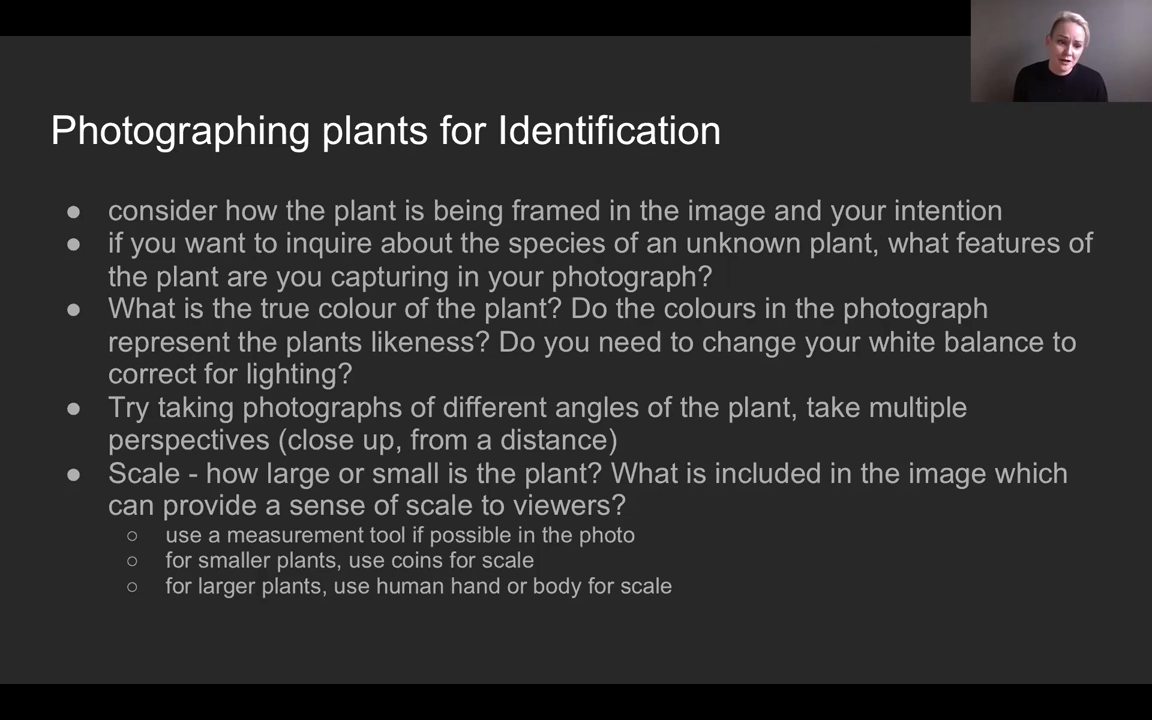 Photographing plants for Identification
● consider how the plant is being framed in the image and your intention
● if you want to inquire about the species of an unknown plant, what features of
the plant are you capturing in your photograph?
● What is the true colour of the plant? Do the colours in the photograph
represent the plants likeness? Do you need to change your white balance to
correct for lighting?
● Try taking photographs of different angles of the plant, take multiple
perspectives (close up, from a distance)
● Scale - how large or small is the plant? What is included in the image which
can provide a sense of scale to viewers?
○ use a measurement tool if possible in the photo
○ for smaller plants, use coins for scale
○ for larger plants, use human hand or body for scale